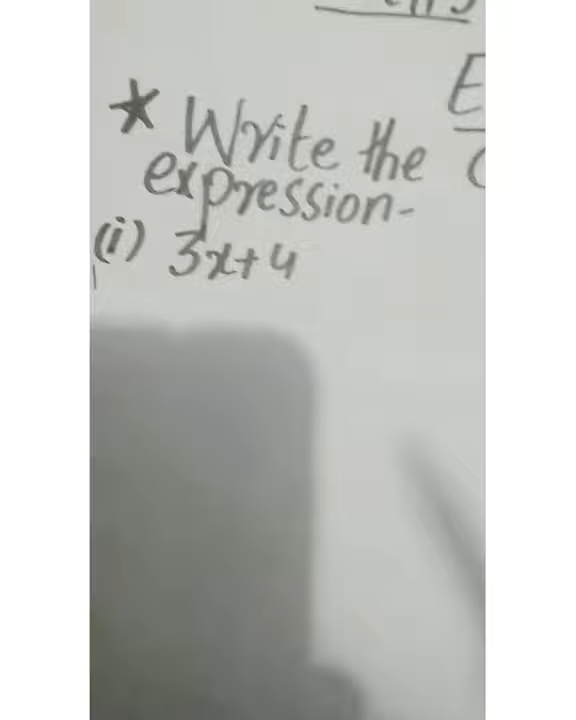 * Write the
expression-
(i) 3x+4